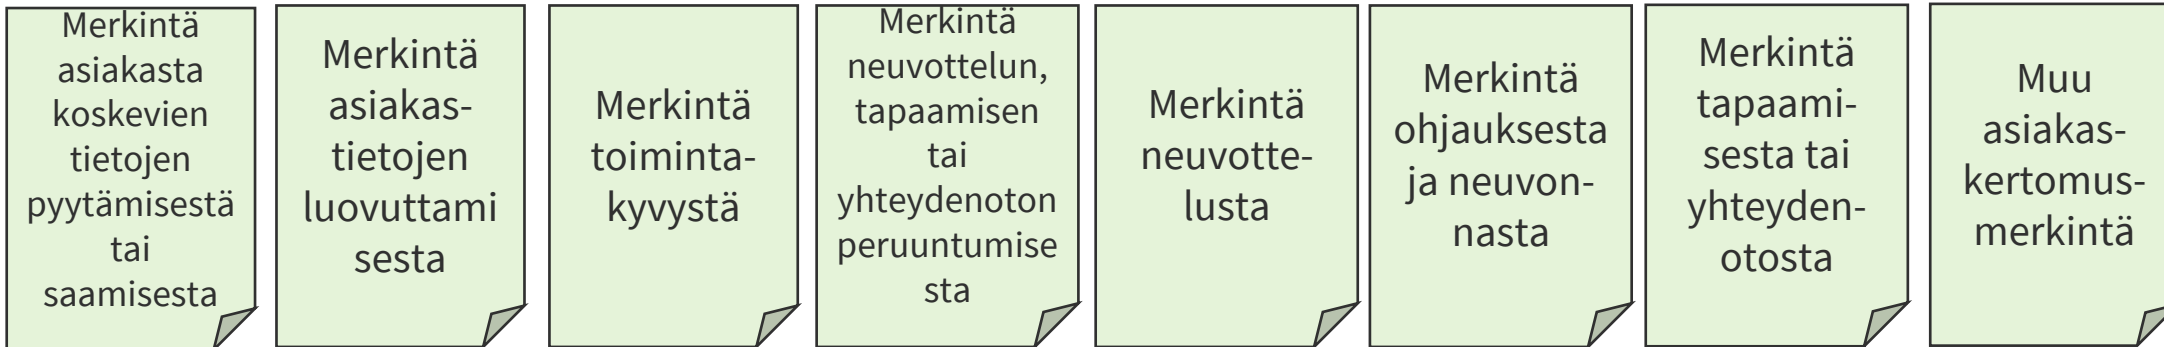 Merkintä
asiakasta
koskevien
tietojen
pyytämisestä
tai
saamisesta
Merkintä
asiakas-
tietojen
luovuttami
sesta
Merkintä
toiminta-
kyvystä
Merkintä
neuvottelun,
tapaamisen
tai
yhteydenoton
peruuntumise
sta
Merkintä
neuvotte-
lusta
Merkintä
ohjauksesta
ja neuvon-
nasta
Merkintä
tapaami-
sesta tai
yhteyden-
otosta
Muu
asiakas-
kertomus-
merkintä